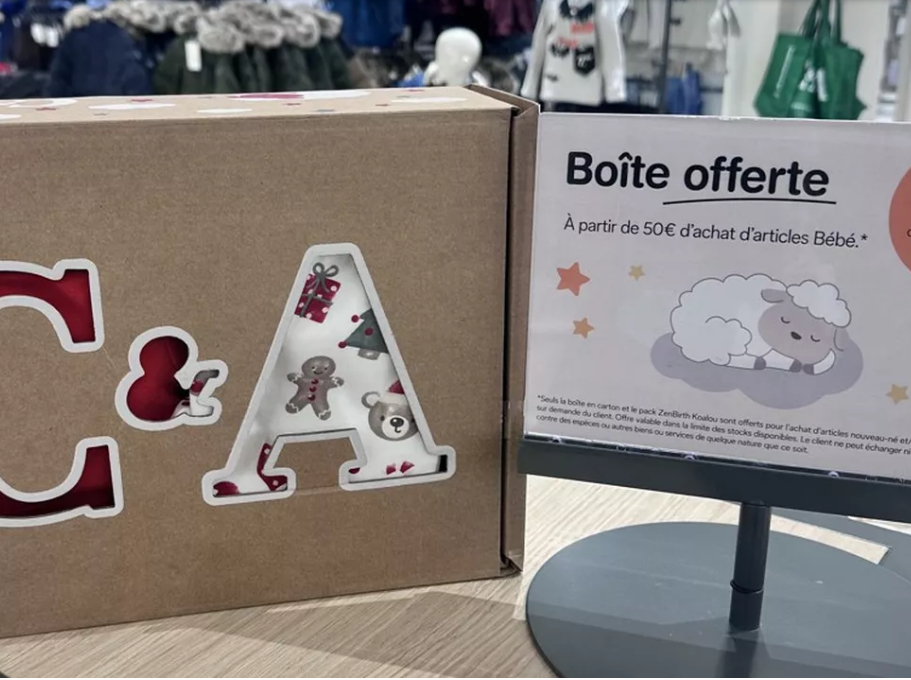 C&A
Boîte offerte
À partir de 50€ d'achat d'articles Bébé.*
*Seuls la boîte en carton et le pack ZenBirth Koalou sont offerts pour l'achat d'articles nouveau-né et/
sur demande du client. Offre valable dans la limite des stocks disponibles. Le client ne peut échanger ni
contre des espèces ou autres biens ou services de quelque nature que ce soit.